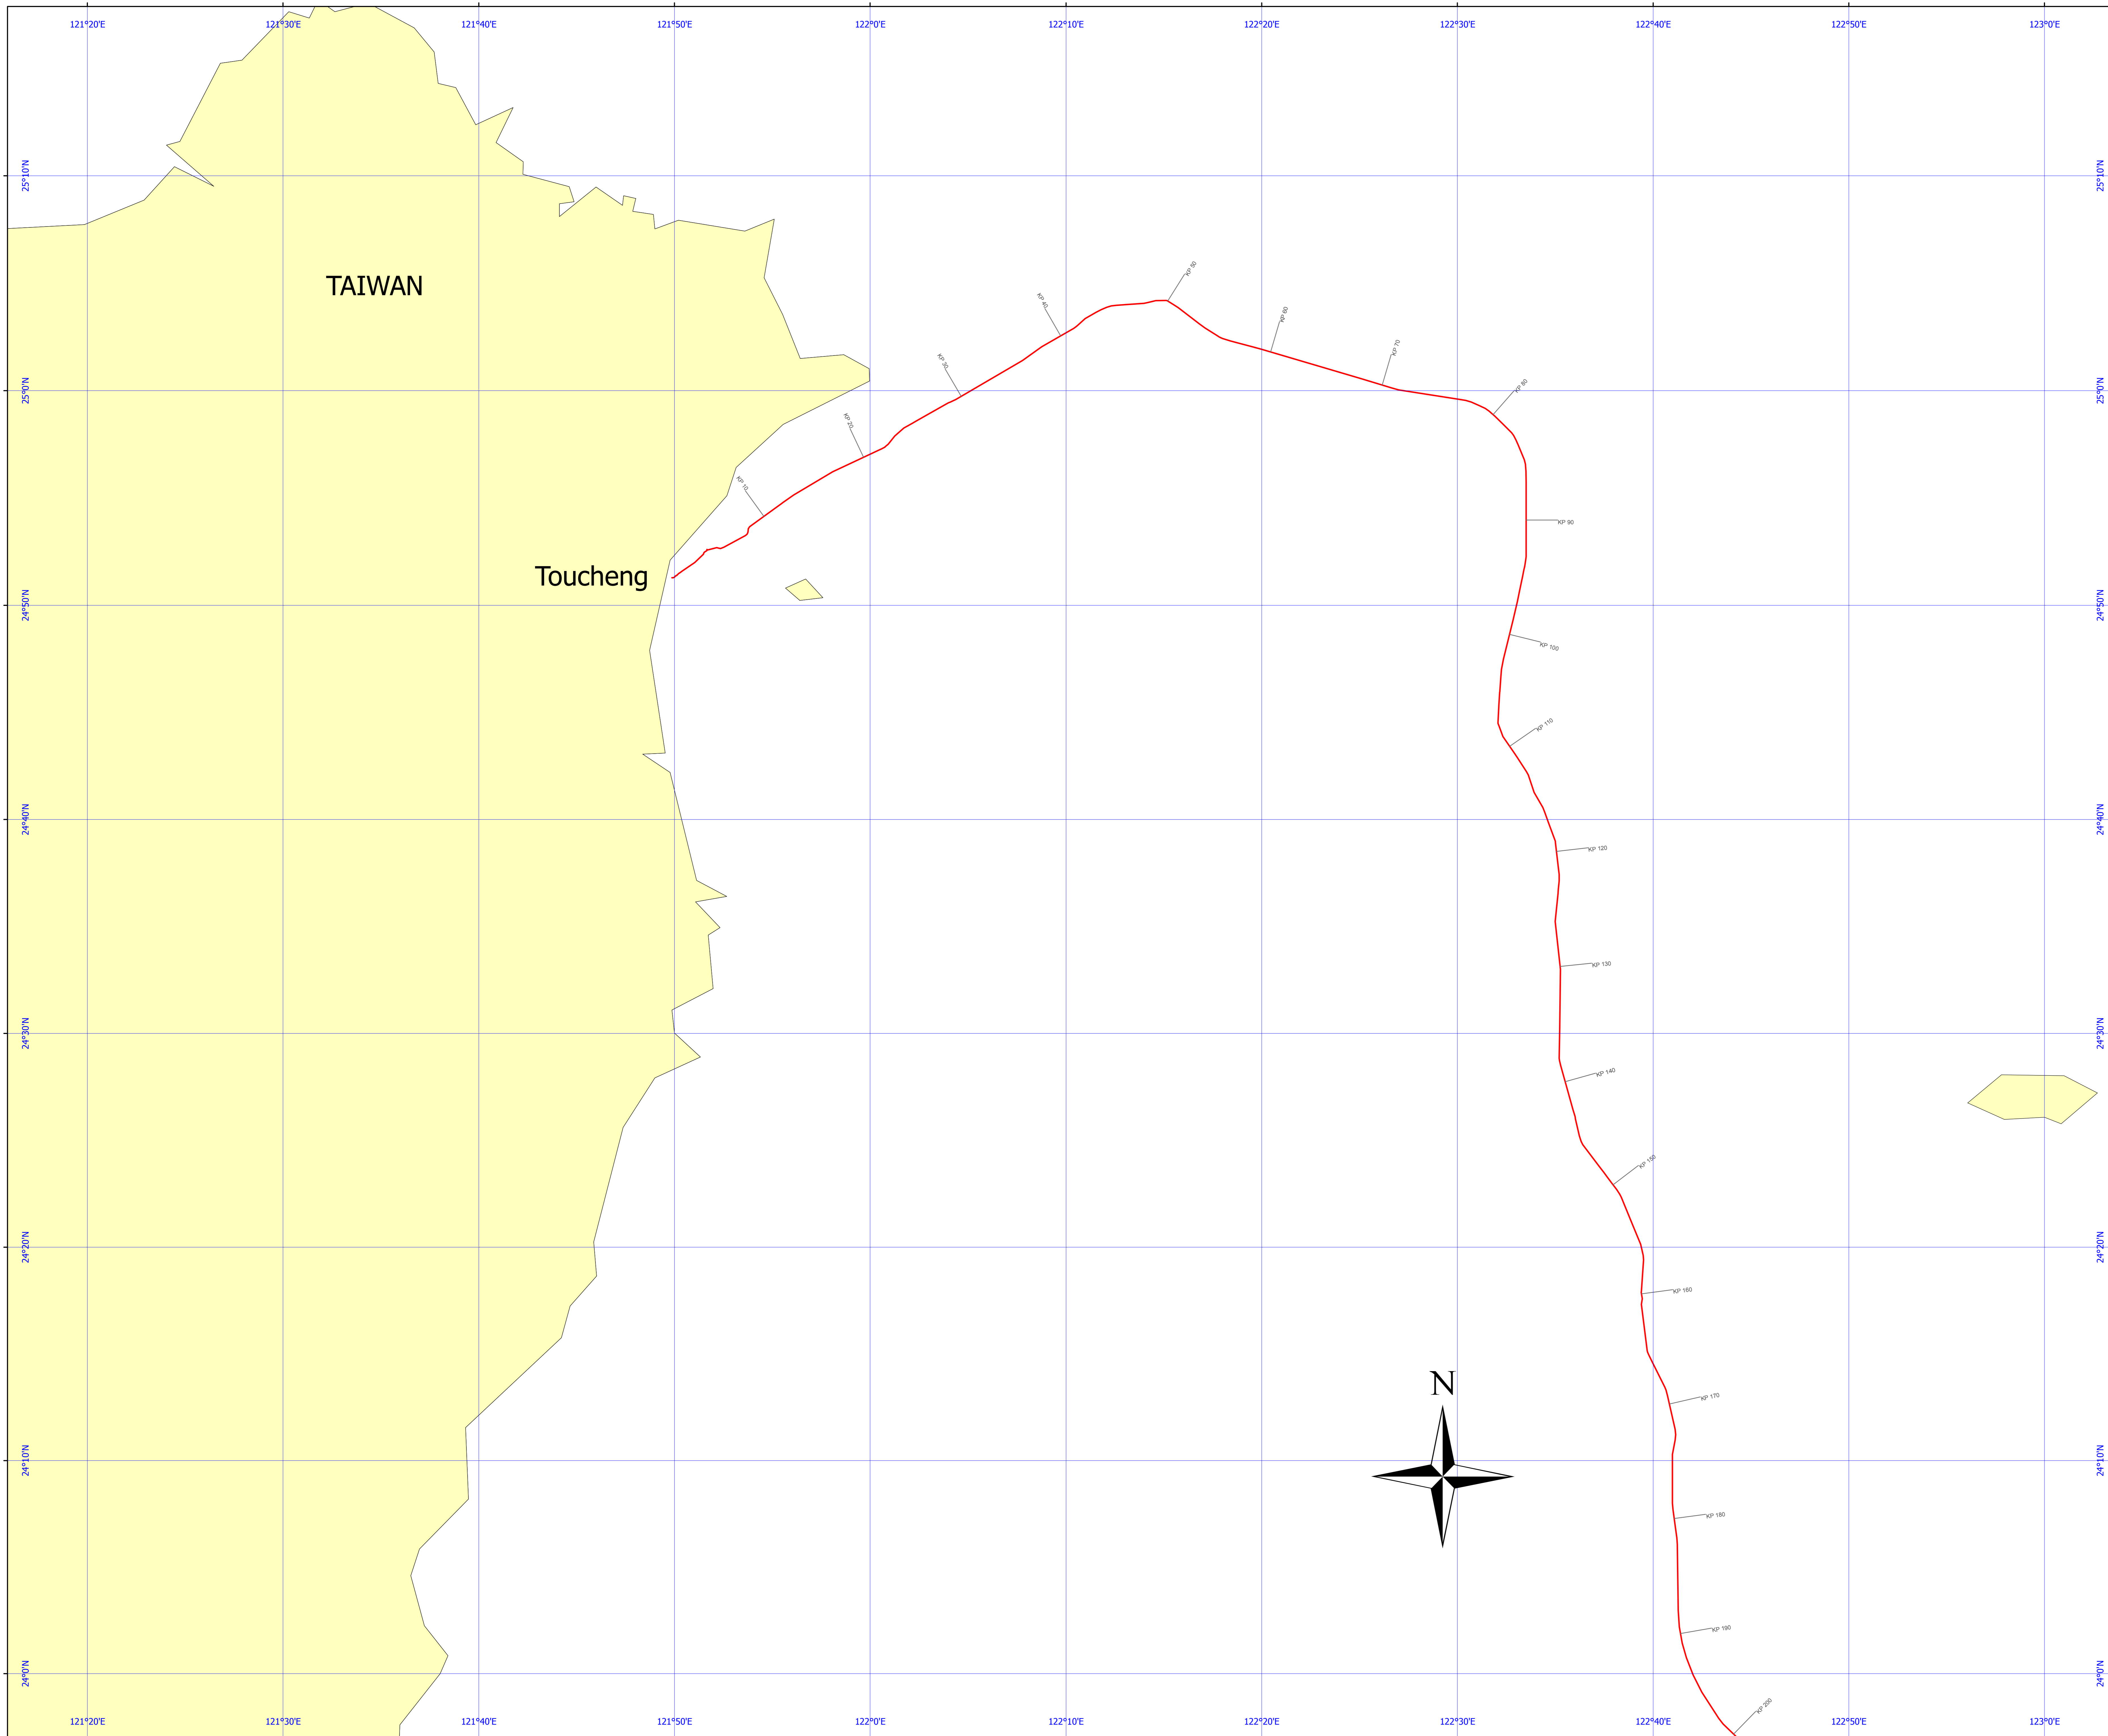 121°20'E 121°30'E 121°40'E 121°50'E 122°0'E 122°10'E 122°20'E 122°30'E 122°40'E 122°50'E 123°0'E
25°10'N 25°10'N
KP 50
TAIWAN
KP 40
KP 60
KP 70
KP 30
KP 80
25°0'N 25°0'N
KP 20
KP 10
KP 90
Toucheng
24°50'N 24°50'N
KP 100
KP 110
24°40'N 24°40'N
KP 120
KP 130
24°30'N 24°30'N
KP 140
KP 150
24°20'N 24°20'N
KP 160
N
KP 170
24°10'N 24°10'N
KP 180
KP 190
24°0'N 24°0'N
KP 200
121°20'E 121°30'E 121°40'E 121°50'E 122°0'E 122°10'E 122°20'E 122°30'E 122°40'E 122°50'E 123°0'E